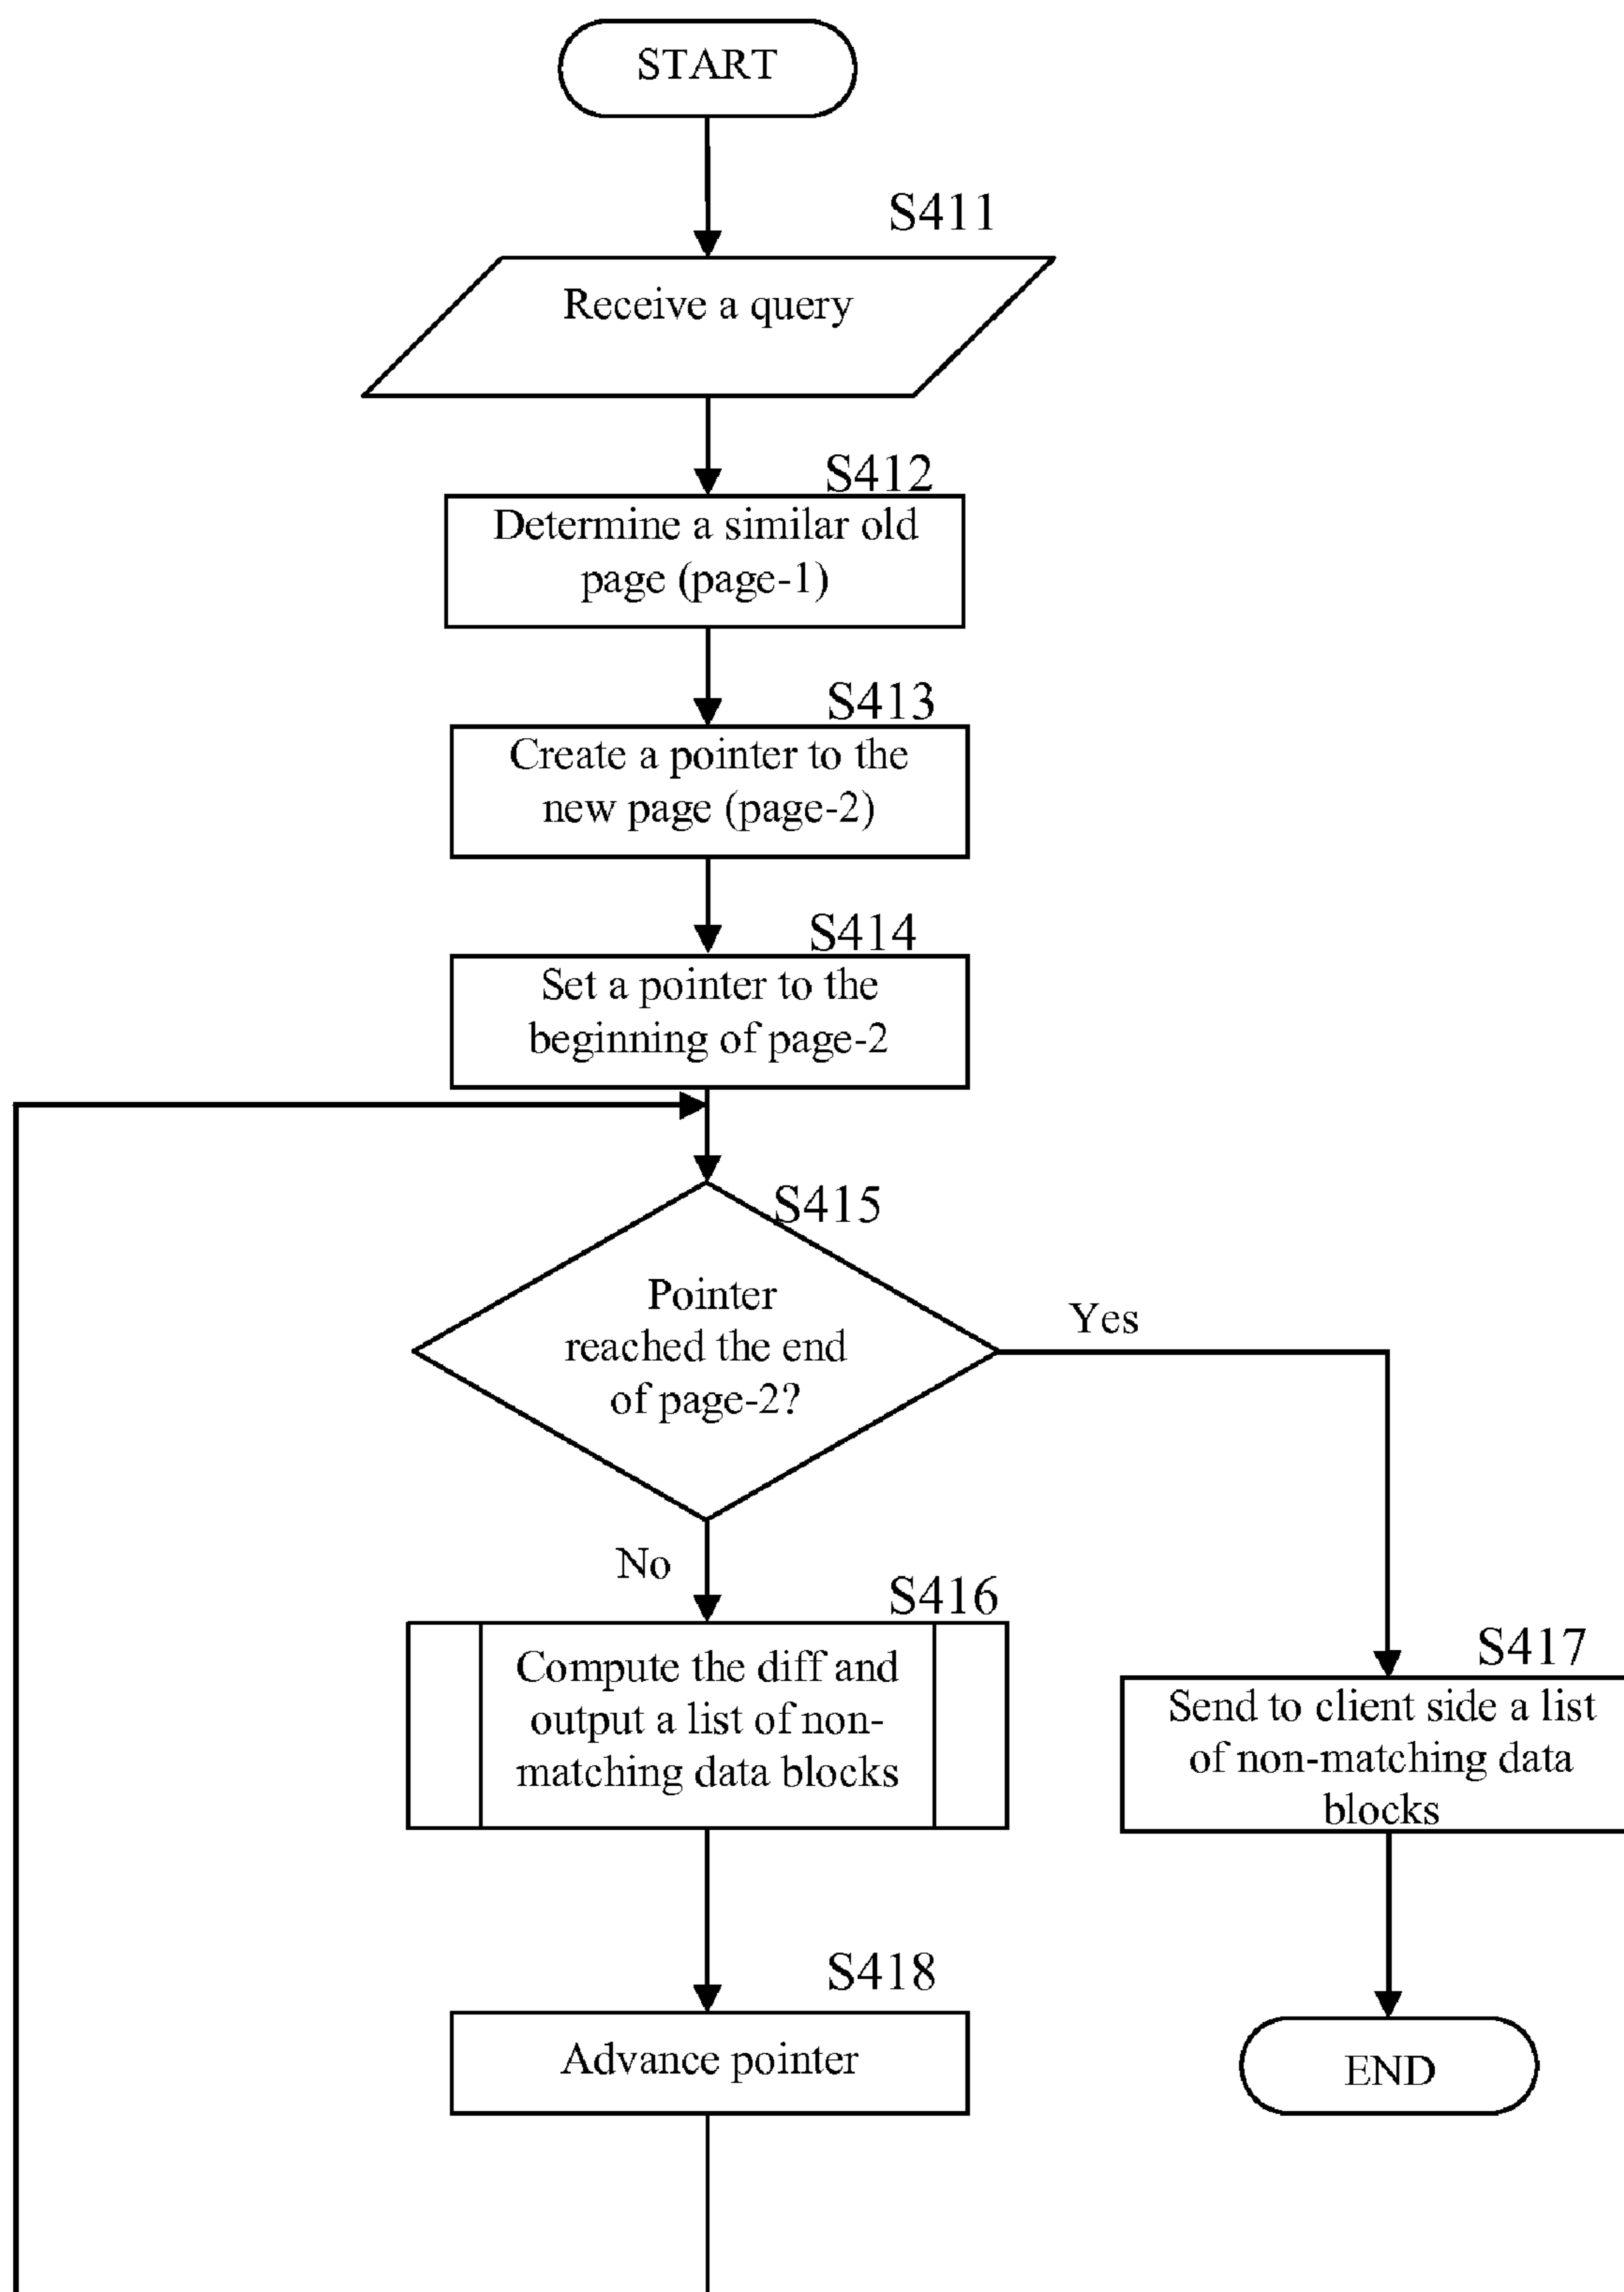 START
S411
Receive a query
S412
Determine a similar old
page (page-1)
S413
Create a pointer to the
new page (page-2)
S414
Set a pointer to the
beginning of page-2
S415
Pointer
reached the end
of page-2?
Yes
No
S416
Compute the diff and
output a list of non-
matching data blocks
S417
Send to client side a list
of non-matching data
blocks
S418
Advance pointer
END